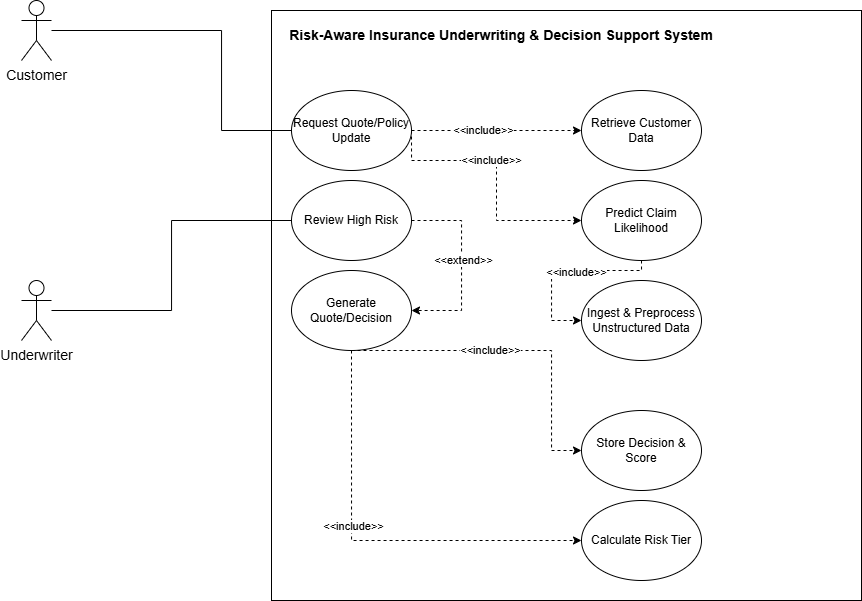 Risk-Aware Insurance Underwriting & Decision Support System
Customer
Request Quote/Policy
Update
<<include>>
Retrieve Customer
Data
<<include>>
Review High Risk
Predict Claim
Likelihood
<<extend>>
<<include>>
Underwriter
Generate
Quote/Decision
Ingest & Preprocess
Unstructured Data
<<include>>
Store Decision &
Score
<<include>>
Calculate Risk Tier